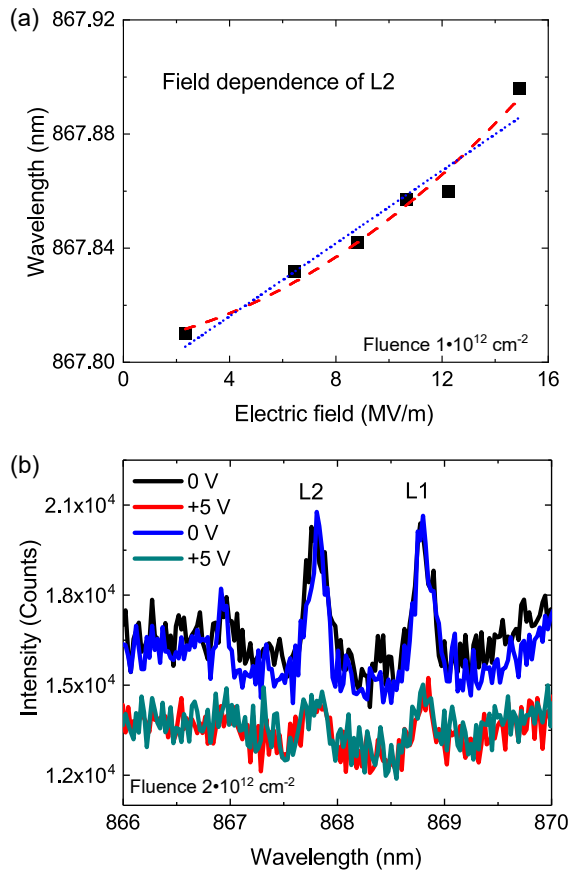 (a)
867.92
867.88
867.84
867.80
Wavelength (nm)
Field dependence of L2
Fluence 1•10¹² cm⁻²
0 4 8 12 16
Electric field (MV/m)
(b)
0 V
+5 V
0 V
+5 V
L2 L1
2.1x10⁴
1.8x10⁴
1.5x10⁴
1.2x10⁴
Intensity (Counts)
Fluence 2•10¹² cm⁻²
866 867 868 869 870
Wavelength (nm)